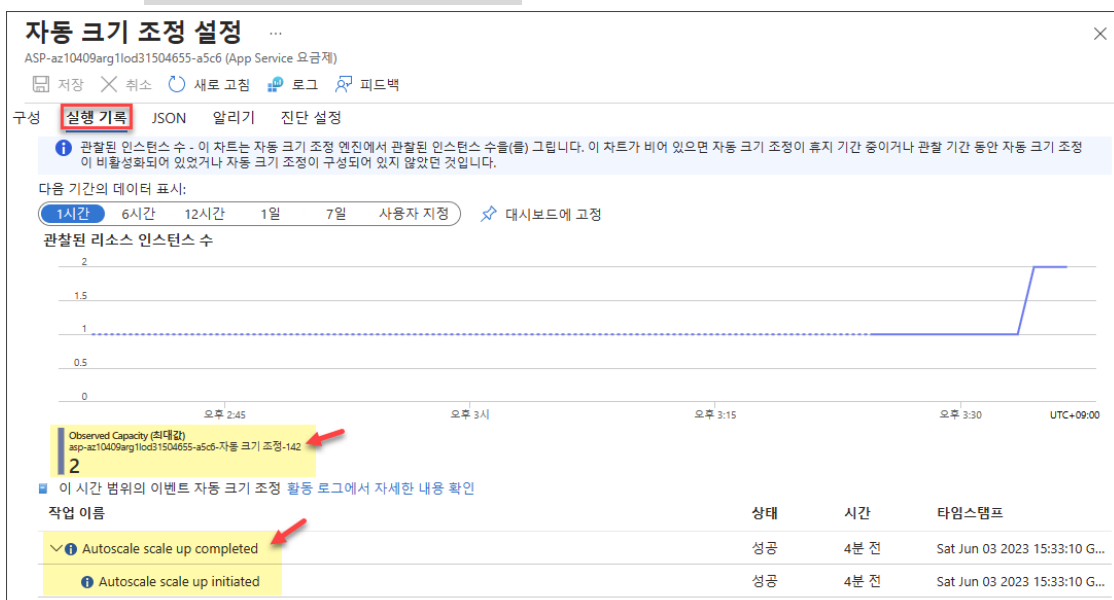 자동 크기 조정 설정 ...
ASP-az10409arg1lod31504655-a5c6 (App Service 요금제)
저장 취소 새로 고침 로그 피드백
구성 실행 기록 JSON 알리기 진단 설정
관찰된 인스턴스 수 - 이 차트는 자동 크기 조정 엔진에서 관찰된 인스턴스 수을(를) 그립니다. 이 차트가 비어 있으면 자동 크기 조정이 휴지 기간 중이거나 관찰 기간 동안 자동 크기 조정
이 비활성화되어 있었거나 자동 크기 조정이 구성되어 있지 않았던 것입니다.
다음 기간의 데이터 표시:
1시간 6시간 12시간 1일 7일 사용자 지정 대시보드에 고정
관찰된 리소스 인스턴스 수
2
1.5
1
0.5
0
오후 2:45 오후 3시 오후 3:15 오후 3:30 UTC+09:00
Observed Capacity (최대값)
asp-az10409arg1lod31504655-a5c6-자동 크기 조정-142
2
이 시간 범위의 이벤트 자동 크기 조정 활동 로그에서 자세한 내용 확인
작업 이름 상태 시간 타임스탬프
Autoscale scale up completed 성공 4분 전 Sat Jun 03 2023 15:33:10 G...
Autoscale scale up initiated 성공 4분 전 Sat Jun 03 2023 15:33:10 G...